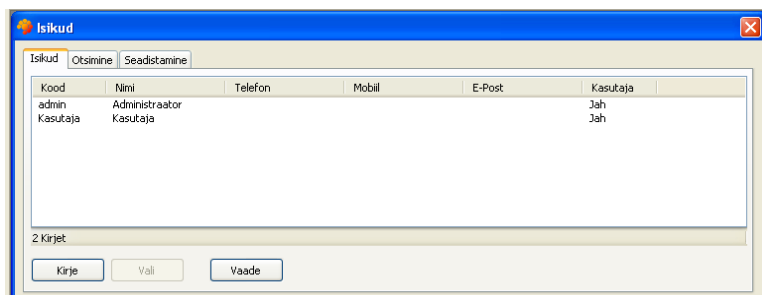 Isikud
Isikud Otsimine Seadistamine
Kood Nimi Telefon Mobiil E-Post Kasutaja
admin Administraator Jah
Kasutaja Kasutaja Jah
2 Kirjet
Kirje Vali Vaade